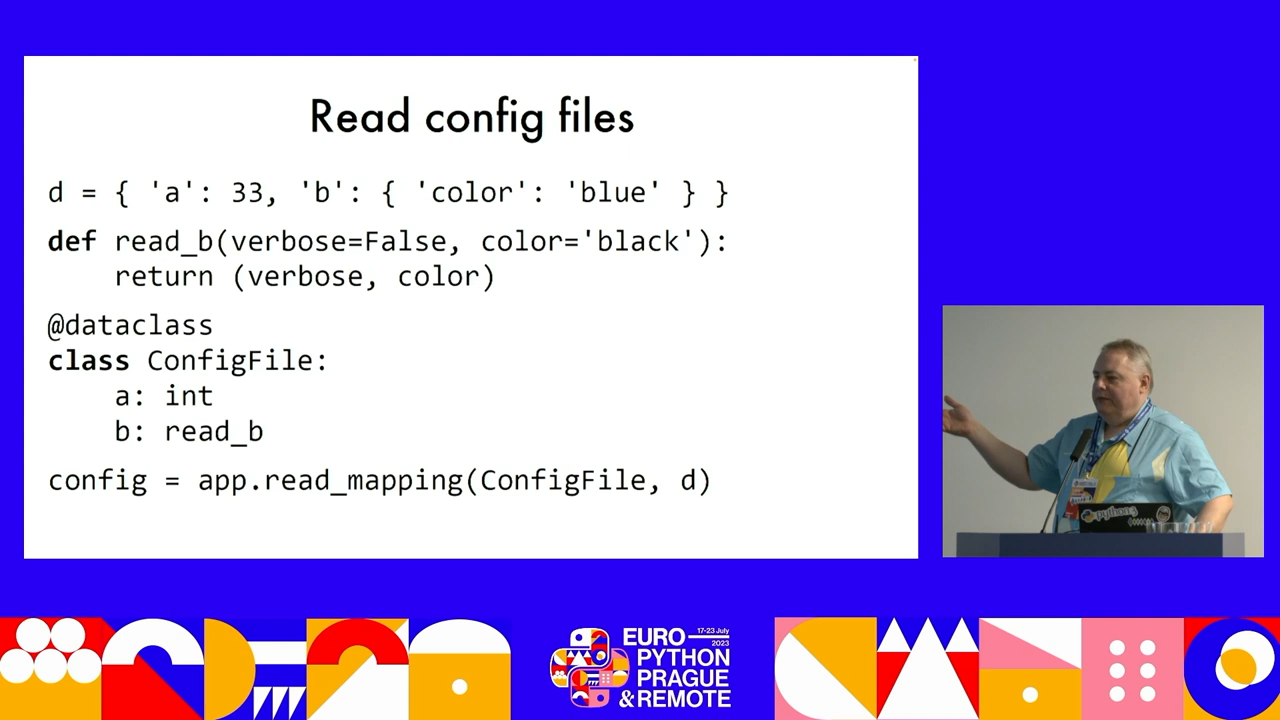 Read config files
d = { 'a': 33, 'b': { 'color': 'blue' } }
def read_b(verbose=False, color='black'):
    return (verbose, color)
@dataclass
class ConfigFile:
    a: int
    b: read_b
config = app.read_mapping(ConfigFile, d)
python
17-23 July
2023
EURO
PYTHON
PRAGUE
& REMOTE